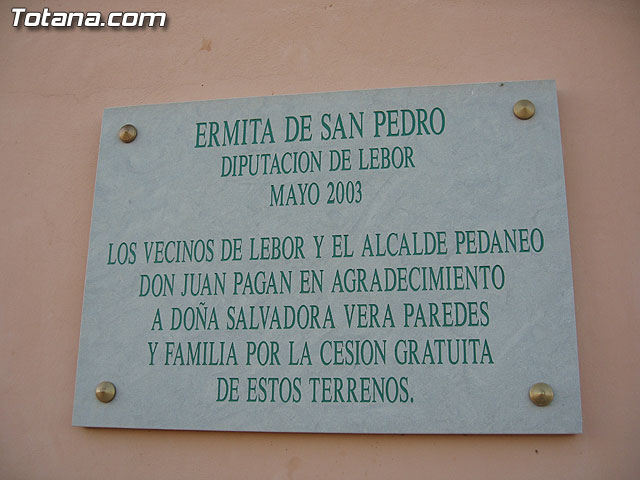 Totana.com
ERMITA DE SAN PEDRO
DIPUTACION DE LEBOR
MAYO 2003
LOS VECINOS DE LEBOR Y EL ALCALDE PEDANEO
DON JUAN PAGAN EN AGRADECIMIENTO
A DOÑA SALVADORA VERA PAREDES
Y FAMILIA POR LA CESION GRATUITA
DE ESTOS TERRENOS.